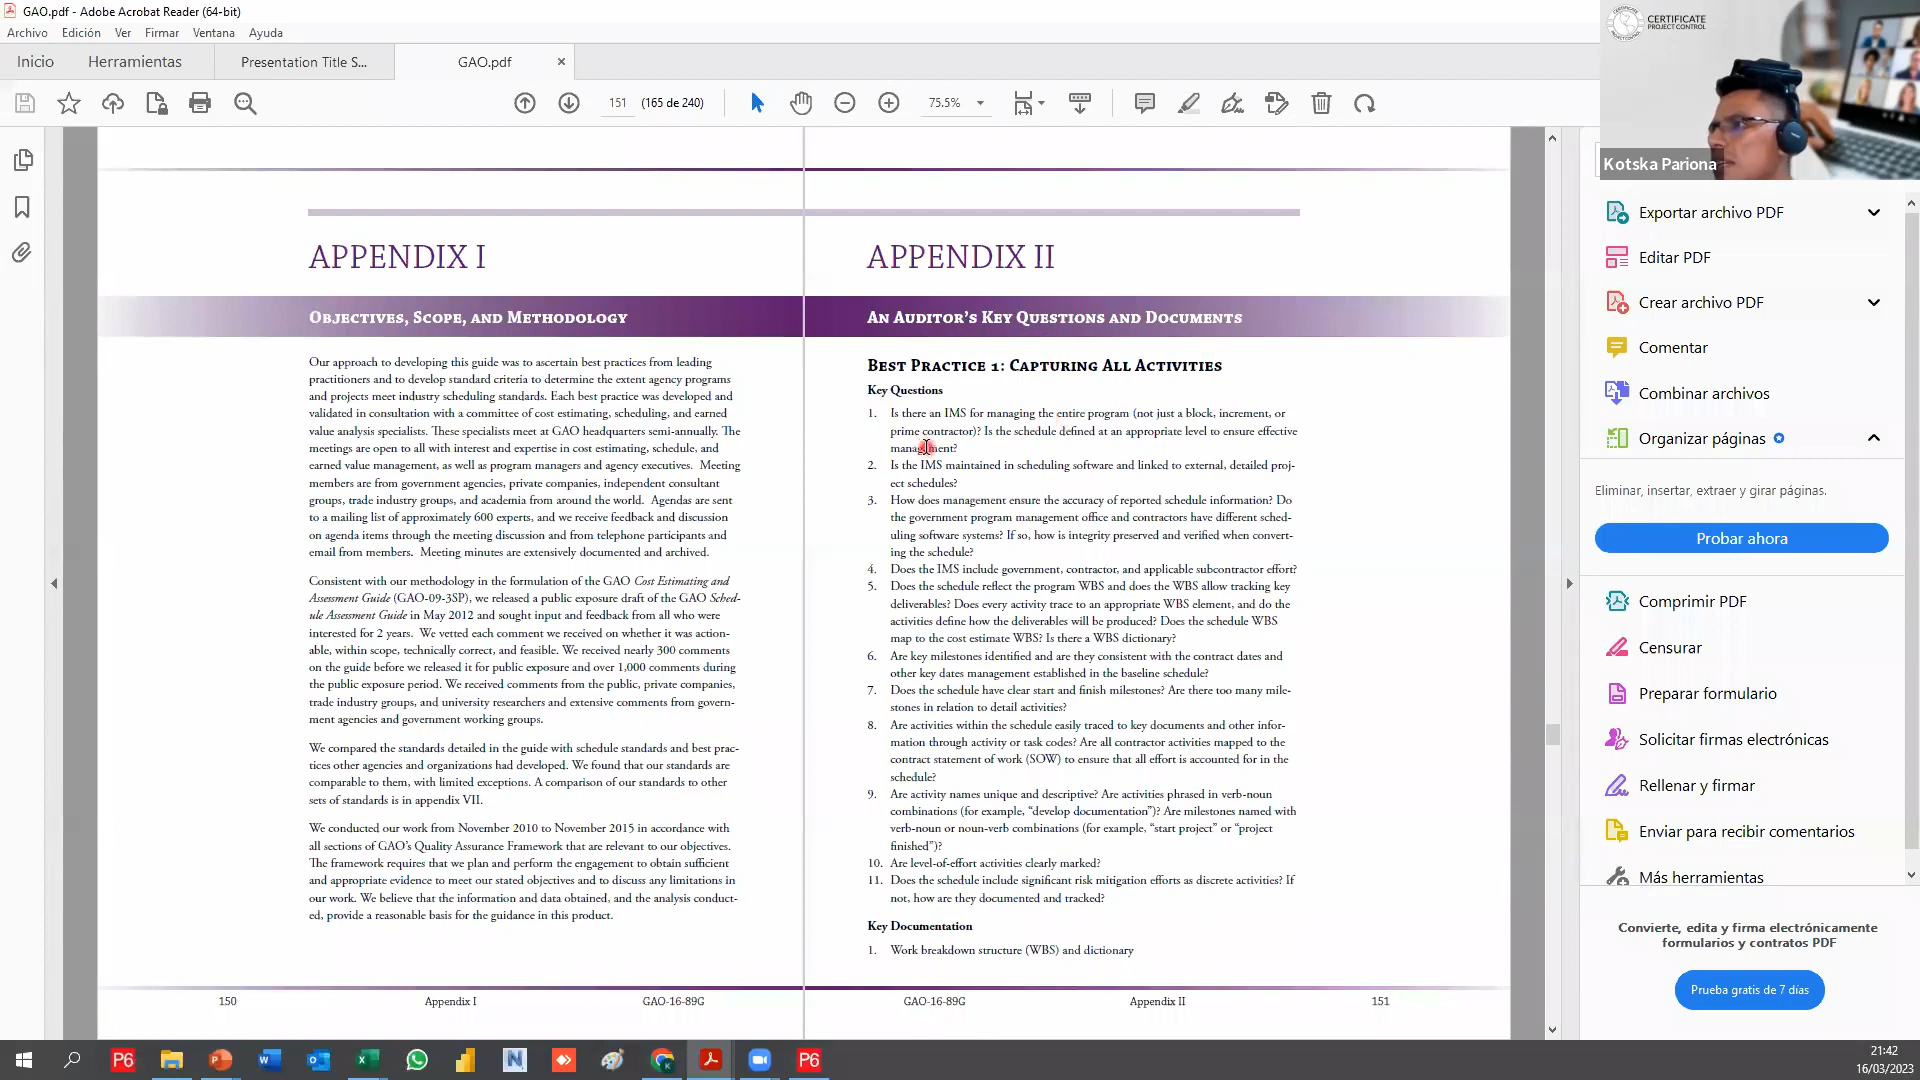 GAO.pdf - Adobe Acrobat Reader (64-bit)
Archivo Edición Ver Firmar Ventana Ayuda
Inicio Herramientas Presentation Title S... GAO.pdf ×
151 (165 de 240) 75.5%
CERTIFICATE
PROJECT CONTROL
Kotska Pariona
APPENDIX I
Objectives, Scope, and Methodology
Our approach to developing this guide was to ascertain best practices from leading
practitioners and to develop standard criteria to determine the extent agency programs
and projects meet industry scheduling standards. Each best practice was developed and
validated in consultation with a committee of cost estimating, scheduling, and earned
value analysis specialists. These specialists meet at GAO headquarters semi-annually. The
meetings are open to all with interest and expertise in cost estimating, schedule, and
earned value management, as well as program managers and agency executives. Meeting
members are from government agencies, private companies, independent consultant
groups, trade industry groups, and academia from around the world. Agendas are sent
to a mailing list of approximately 600 experts, and we receive feedback and discussion
on agenda items through the meeting discussion and from telephone participants and
email from members. Meeting minutes are extensively documented and archived.
Consistent with our methodology in the formulation of the GAO Cost Estimating and
Assessment Guide (GAO-09-3SP), we released a public exposure draft of the GAO Sched-
ule Assessment Guide in May 2012 and sought input and feedback from all who were
interested for 2 years. We vetted each comment we received on whether it was action-
able, within scope, technically correct, and feasible. We received nearly 300 comments
on the guide before we released it for public exposure and over 1,000 comments during
the public exposure period. We received comments from the public, private companies,
trade industry groups, and university researchers and extensive comments from govern-
ment agencies and government working groups.
We compared the standards detailed in the guide with schedule standards and best prac-
tices other agencies and organizations had developed. We found that our standards are
comparable to them, with limited exceptions. A comparison of our standards to other
sets of standards is in appendix VII.
We conducted our work from November 2010 to November 2015 in accordance with
all sections of GAO's Quality Assurance Framework that are relevant to our objectives.
The framework requires that we plan and perform the engagement to obtain sufficient
and appropriate evidence to meet our stated objectives and to discuss any limitations in
our work. We believe that the information and data obtained, and the analysis conduct-
ed, provide a reasonable basis for the guidance in this product.
150 Appendix I GAO-16-89G
APPENDIX II
An Auditor's Key Questions and Documents
Best Practice 1: Capturing All Activities
Key Questions
1. Is there an IMS for managing the entire program (not just a block, increment, or
prime contractor)? Is the schedule defined at an appropriate level to ensure effective
management?
2. Is the IMS maintained in scheduling software and linked to external, detailed proj-
ect schedules?
3. How does management ensure the accuracy of reported schedule information? Do
the government program management office and contractors have different sched-
uling software systems? If so, how is integrity preserved and verified when convert-
ing the schedule?
4. Does the IMS include government, contractor, and applicable subcontractor effort?
5. Does the schedule reflect the program WBS and does the WBS allow tracking key
deliverables? Does every activity trace to an appropriate WBS element, and do the
activities define how the deliverables will be produced? Does the schedule WBS
map to the cost estimate WBS? Is there a WBS dictionary?
6. Are key milestones identified and are they consistent with the contract dates and
other key dates management established in the baseline schedule?
7. Does the schedule have clear start and finish milestones? Are there too many mile-
stones in relation to detail activities?
8. Are activities within the schedule easily traced to key documents and other infor-
mation through activity or task codes? Are all contractor activities mapped to the
contract statement of work (SOW) to ensure that all effort is accounted for in the
schedule?
9. Are activity names unique and descriptive? Are activities phrased in verb-noun
combinations (for example, “develop documentation”)? Are milestones named with
verb-noun or noun-verb combinations (for example, “start project” or “project
finished”)?
10. Are level-of-effort activities clearly marked?
11. Does the schedule include significant risk mitigation efforts as discrete activities? If
not, how are they documented and tracked?
Key Documentation
1. Work breakdown structure (WBS) and dictionary
GAO-16-89G Appendix II 151
Exportar archivo PDF
Editar PDF
Crear archivo PDF
Comentar
Combinar archivos
Organizar páginas
Eliminar, insertar, extraer y girar páginas.
Probar ahora
Comprimir PDF
Censurar
Preparar formulario
Solicitar firmas electrónicas
Rellenar y firmar
Enviar para recibir comentarios
Más herramientas
Convierte, edita y firma electrónicamente
formularios y contratos PDF
Prueba gratis de 7 días
P6 P6
21:42
16/03/2023